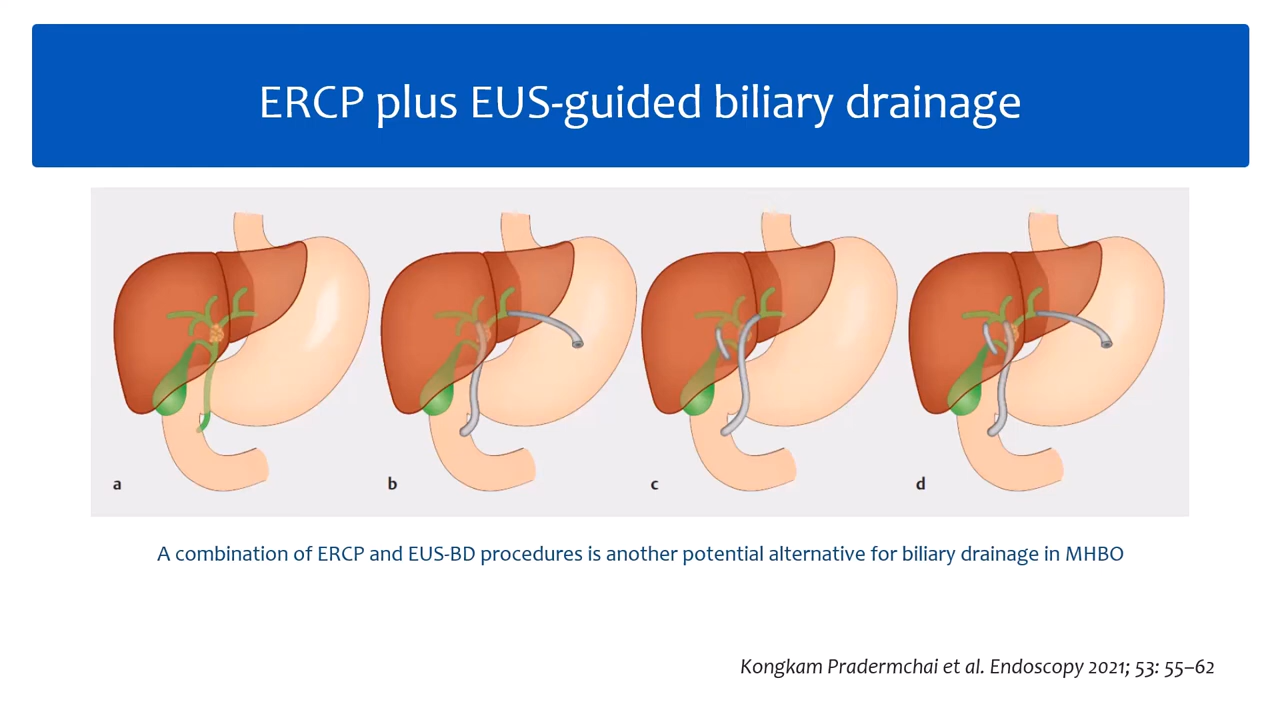 ERCP plus EUS-guided biliary drainage
a
b
c
d
A combination of ERCP and EUS-BD procedures is another potential alternative for biliary drainage in MHBO
Kongkam Pradermchai et al. Endoscopy 2021; 53: 55–62